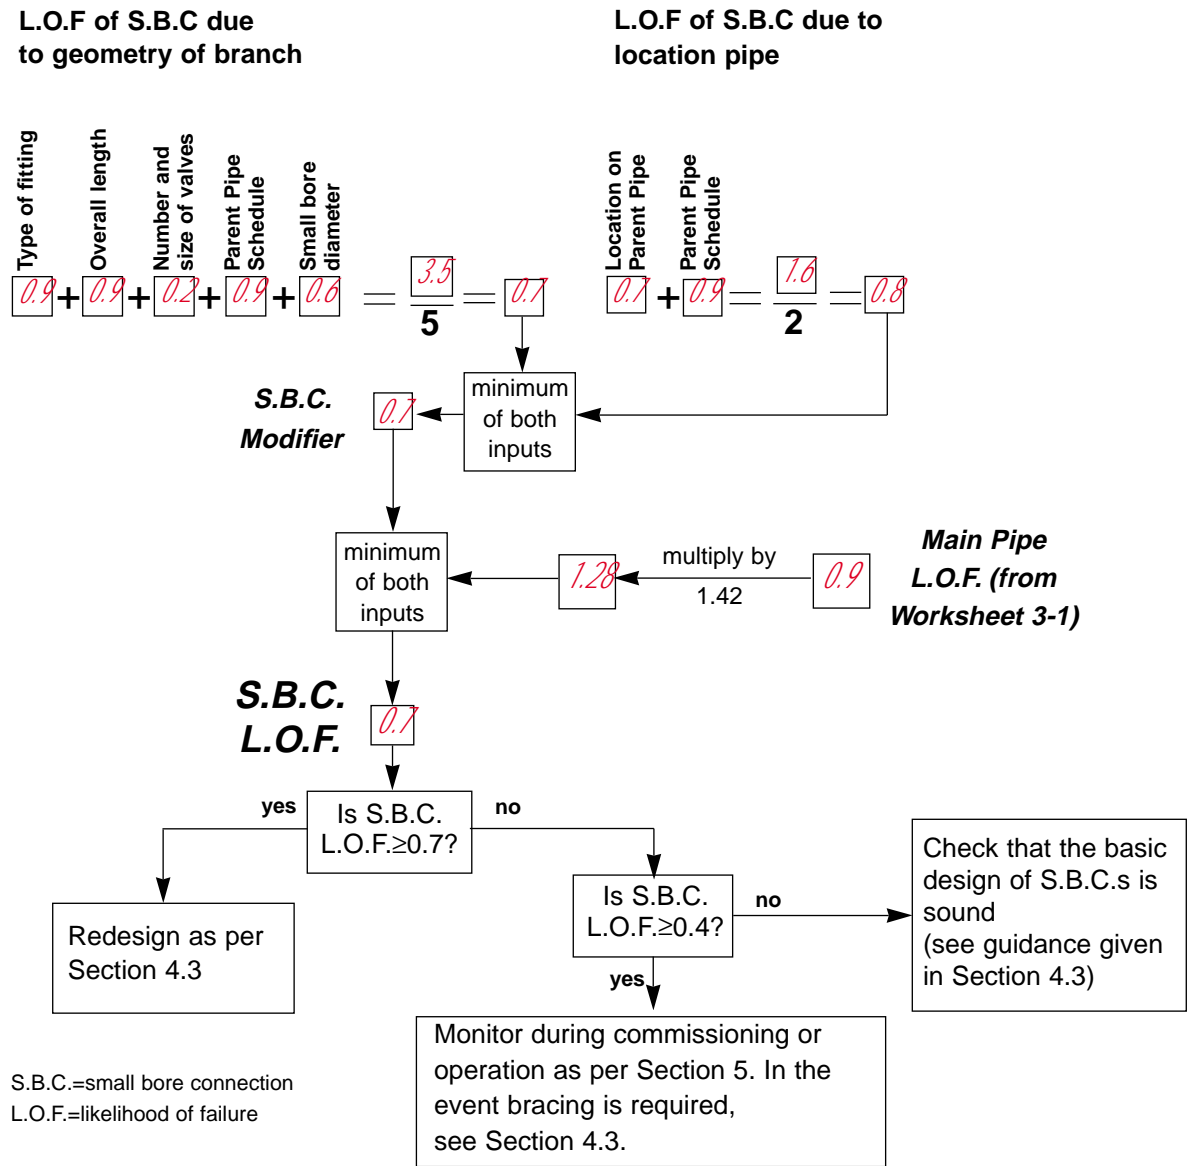 L.O.F of S.B.C due
to geometry of branch
L.O.F of S.B.C due to
location pipe
Type of fitting
Overall length
Number and
size of valves
Parent Pipe
Schedule
Small bore
diameter
Location on
Parent Pipe
Parent Pipe
Schedule
0.9 + 0.9 + 0.2 + 0.9 + 0.6 = 3.5 = 0.7
5
0.7 + 0.9 = 1.6 = 0.8
2
S.B.C.
Modifier
0.7
minimum
of both
inputs
minimum
of both
inputs
1.28
multiply by
1.42
0.9
Main Pipe
L.O.F. (from
Worksheet 3-1)
S.B.C.
L.O.F.
0.7
yes
Is S.B.C.
L.O.F.≥0.7?
no
Redesign as per
Section 4.3
Is S.B.C.
L.O.F.≥0.4?
no
yes
Check that the basic
design of S.B.C.s is
sound
(see guidance given
in Section 4.3)
Monitor during commissioning or
operation as per Section 5. In the
event bracing is required,
see Section 4.3.
S.B.C.=small bore connection
L.O.F.=likelihood of failure